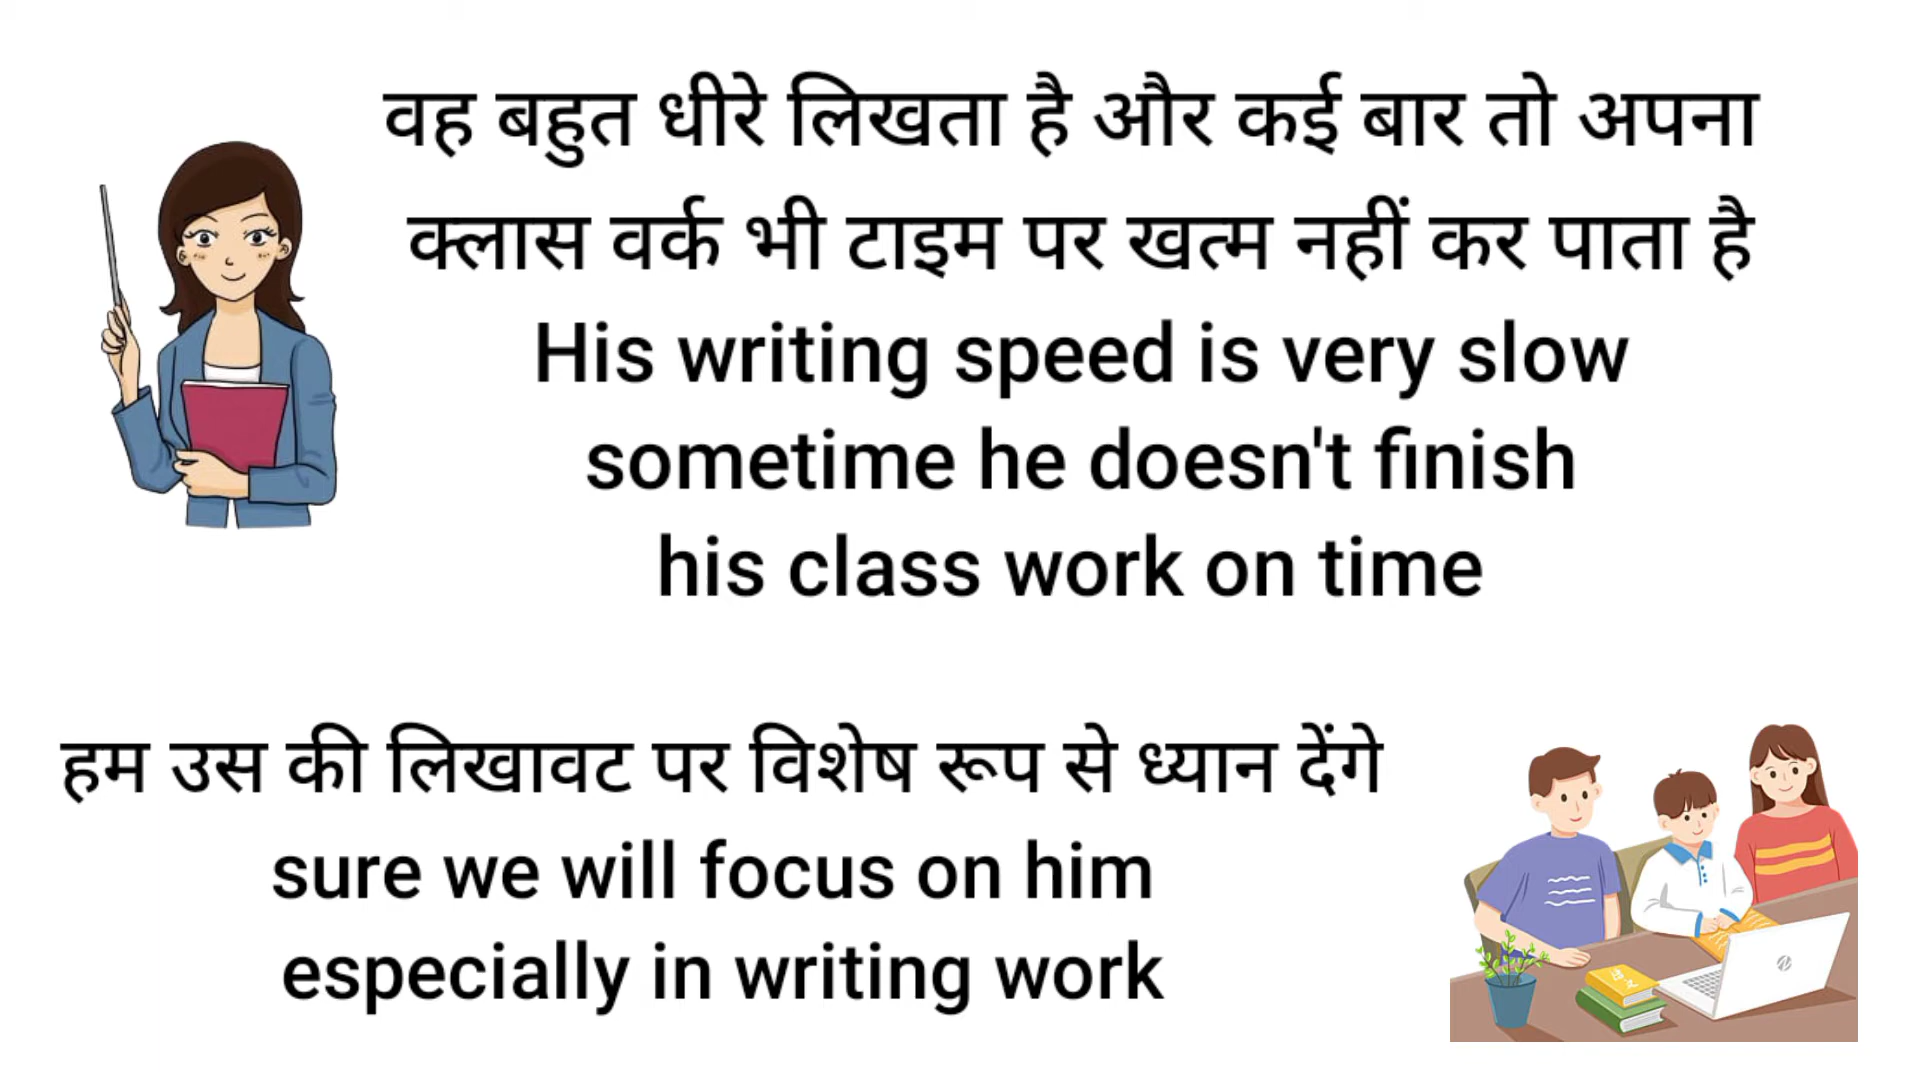 वह बहुत धीरे लिखता है और कई बार तो अपना
क्लास वर्क भी टाइम पर खत्म नहीं कर पाता है
His writing speed is very slow
sometime he doesn't finish
his class work on time
हम उस की लिखावट पर विशेष रूप से ध्यान देंगे
sure we will focus on him
especially in writing work